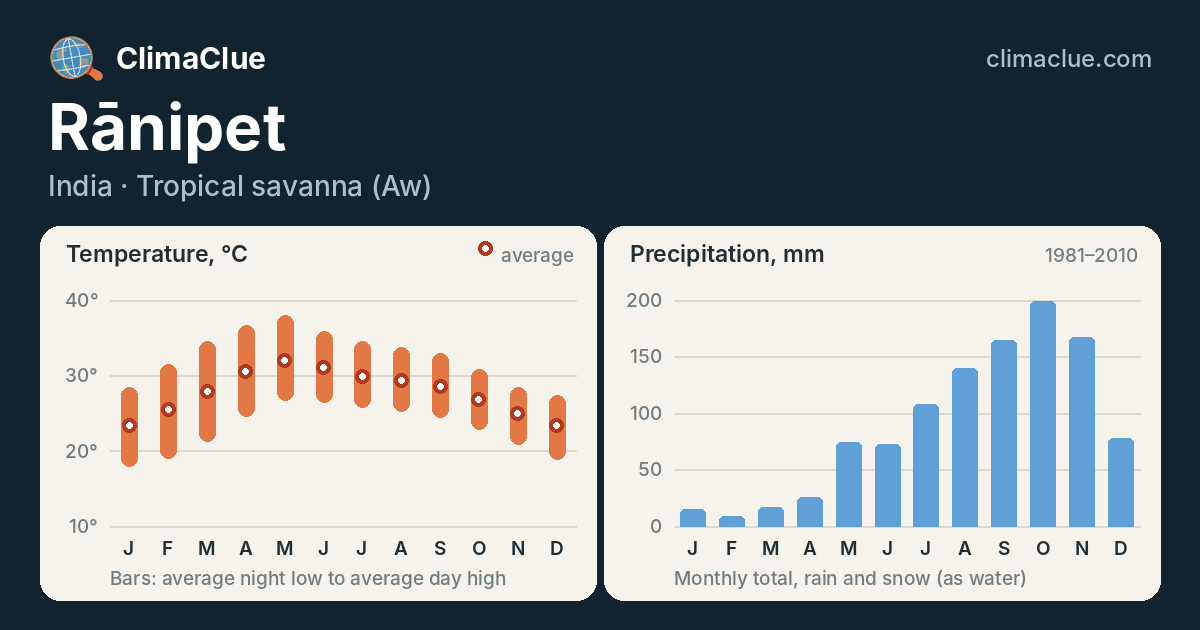 ClimaClue
climaclue.com
Rānipet
India · Tropical savanna (Aw)
Temperature, °C
average
40°
30°
20°
10°
J F M A M J J A S O N D
Bars: average night low to average day high
Precipitation, mm
1981–2010
200
150
100
50
0
J F M A M J J A S O N D
Monthly total, rain and snow (as water)